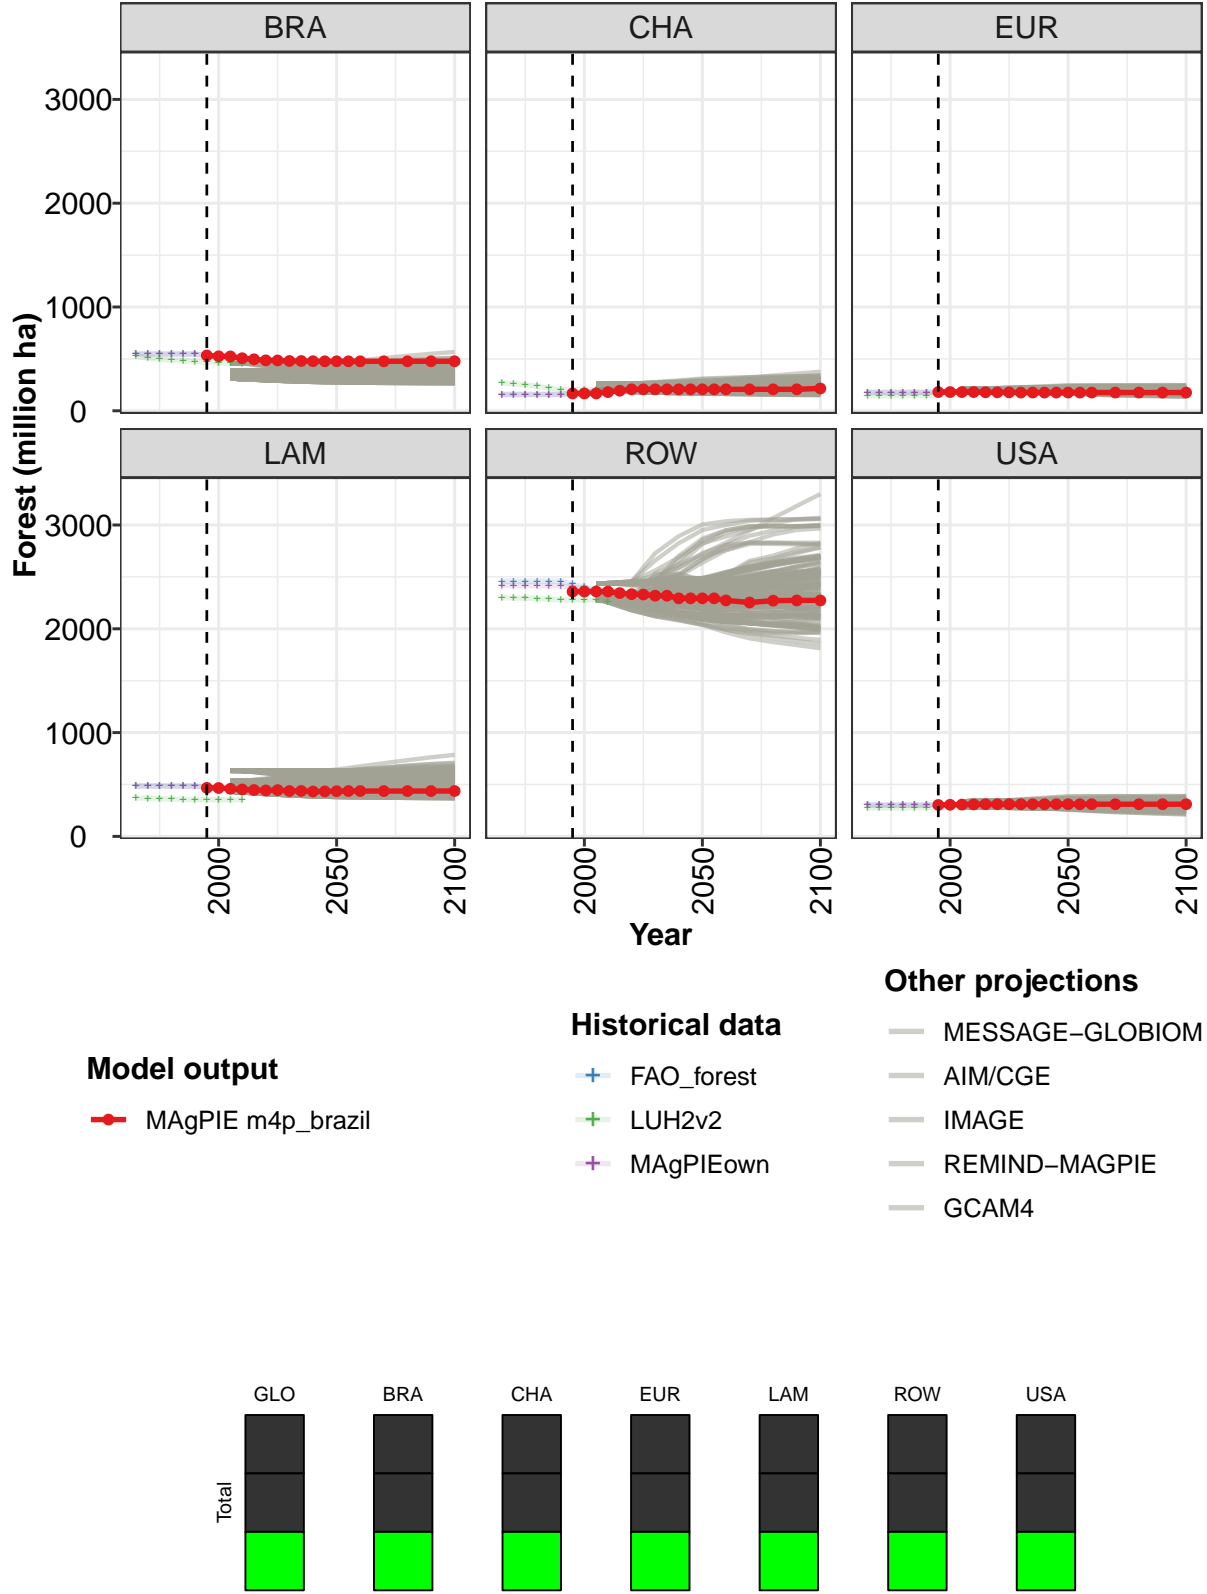 BRA CHA EUR
3000
2000
1000
0
LAM ROW USA
3000
2000
1000
0
Forest (million ha)
2000 2050 2100 2000 2050 2100 2000 2050 2100
Year
Model output
MAgPIE m4p_brazil
Historical data
FAO_forest
LUH2v2
MAgPIEown
Other projections
MESSAGE−GLOBIOM
AIM/CGE
IMAGE
REMIND−MAGPIE
GCAM4
GLO BRA CHA EUR LAM ROW USA
Total